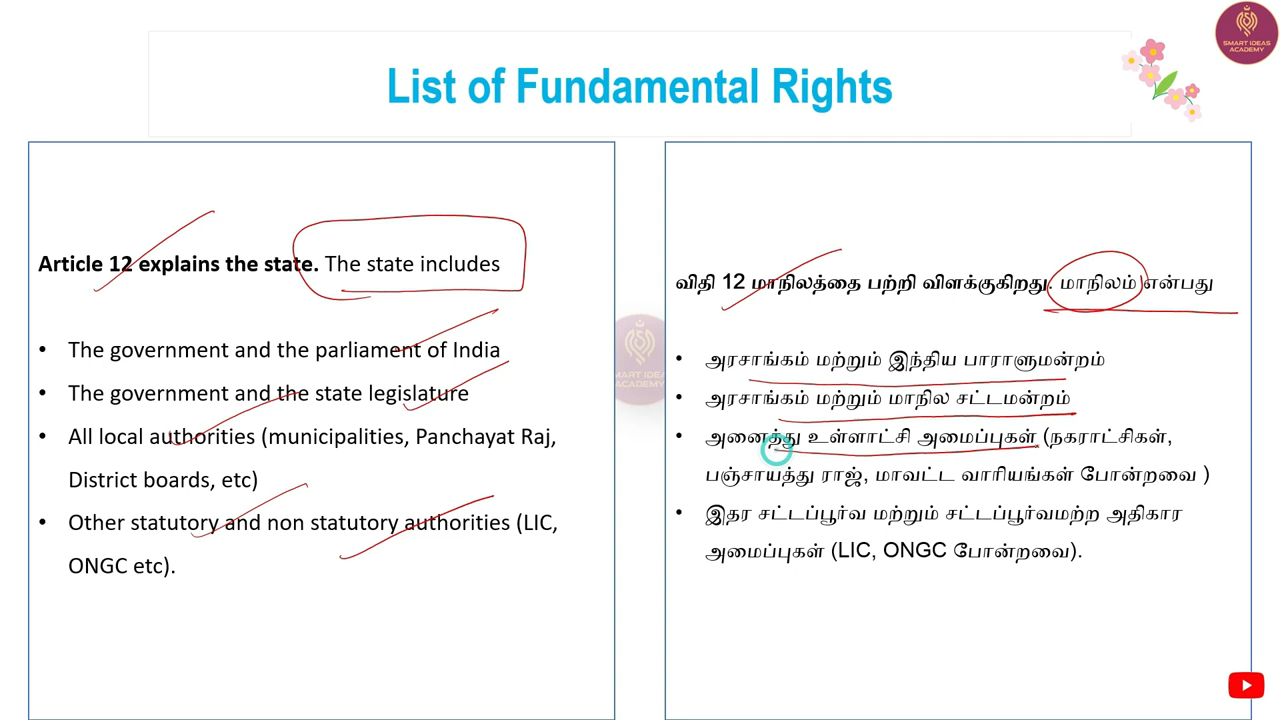 SMART IDEAS
ACADEMY
List of Fundamental Rights
Article 12 explains the state. The state includes
• The government and the parliament of India
• The government and the state legislature
• All local authorities (municipalities, Panchayat Raj,
District boards, etc)
• Other statutory and non statutory authorities (LIC,
ONGC etc).
விதி 12 மாநிலத்தை பற்றி விளக்குகிறது. மாநிலம் என்பது
• அரசாங்கம் மற்றும் இந்திய பாராளுமன்றம்
• அரசாங்கம் மற்றும் மாநில சட்டமன்றம்
• அனைத்து உள்ளாட்சி அமைப்புகள் (நகராட்சிகள்,
பஞ்சாயத்து ராஜ், மாவட்ட வாரியங்கள் போன்றவை )
• இதர சட்டப்பூர்வ மற்றும் சட்டப்பூர்வமற்ற அதிகார
அமைப்புகள் (LIC, ONGC போன்றவை).
SMART IDEAS
ACADEMY